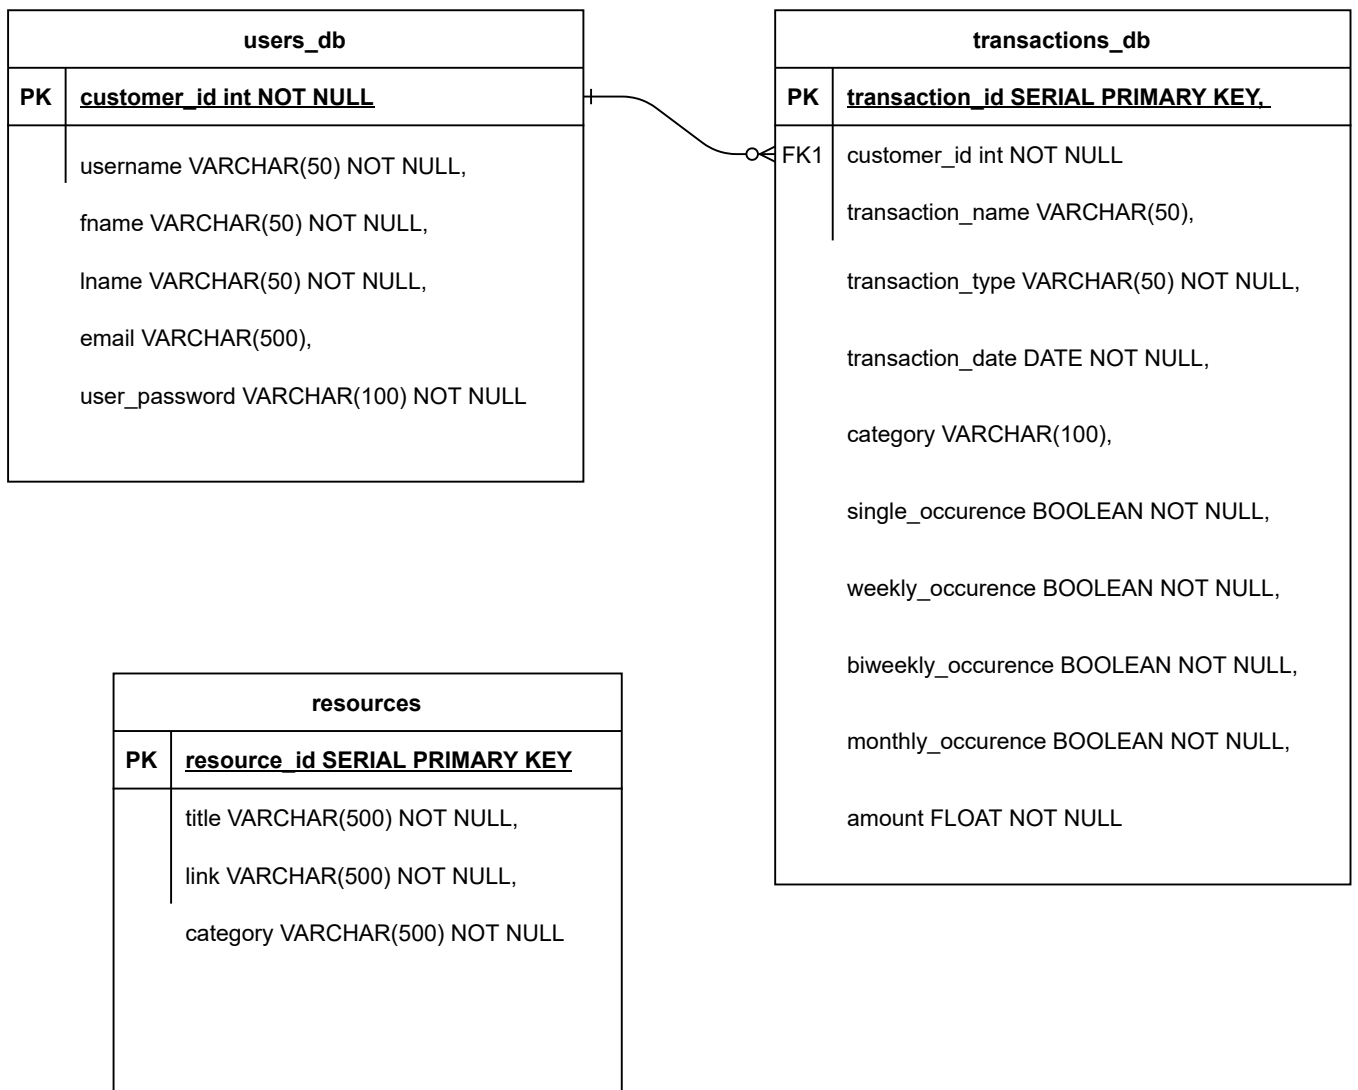 users_db
PK customer_id int NOT NULL
username VARCHAR(50) NOT NULL,
fname VARCHAR(50) NOT NULL,
lname VARCHAR(50) NOT NULL,
email VARCHAR(500),
user_password VARCHAR(100) NOT NULL
transactions_db
PK transaction_id SERIAL PRIMARY KEY,
FK1 customer_id int NOT NULL
transaction_name VARCHAR(50),
transaction_type VARCHAR(50) NOT NULL,
transaction_date DATE NOT NULL,
category VARCHAR(100),
single_occurence BOOLEAN NOT NULL,
weekly_occurence BOOLEAN NOT NULL,
biweekly_occurence BOOLEAN NOT NULL,
monthly_occurence BOOLEAN NOT NULL,
amount FLOAT NOT NULL
resources
PK resource_id SERIAL PRIMARY KEY
title VARCHAR(500) NOT NULL,
link VARCHAR(500) NOT NULL,
category VARCHAR(500) NOT NULL